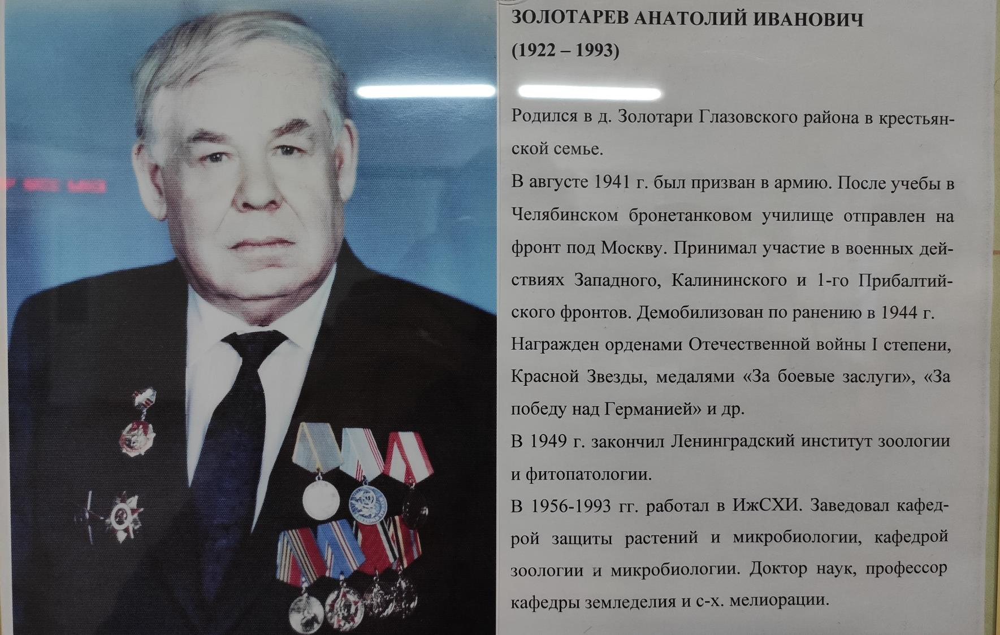 ЗОЛОТАРЕВ АНАТОЛИЙ ИВАНОВИЧ
(1922 – 1993)
Родился в д. Золотари Глазовского района в крестьян-
ской семье.
В августе 1941 г. был призван в армию. После учебы в
Челябинском бронетанковом училище отправлен на
фронт под Москву. Принимал участие в военных дей-
ствиях Западного, Калининского и 1-го Прибалтий-
ского фронтов. Демобилизован по ранению в 1944 г.
Награжден орденами Отечественной войны I степени,
Красной Звезды, медалями «За боевые заслуги», «За
победу над Германией» и др.
В 1949 г. закончил Ленинградский институт зоологии
и фитопатологии.
В 1956-1993 гг. работал в ИжСХИ. Заведовал кафед-
рой защиты растений и микробиологии, кафедрой
зоологии и микробиологии. Доктор наук, профессор
кафедры земледелия и с-х. мелиорации.